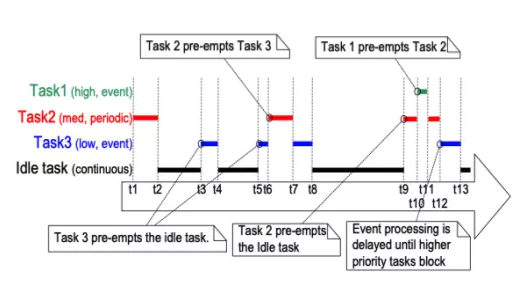 Task 2 pre-empts Task 3
Task 1 pre-empts Task 2
Task1 (high, event)
Task2 (med, periodic)
Task3 (low, event)
Idle task (continuous)
t1 t2 t3 t4 t5 t6 t7 t8 t9 t10 t11 t12 t13
Task 3 pre-empts the idle task.
Task 2 pre-empts
the Idle task
Event processing is
delayed until higher
priority tasks block